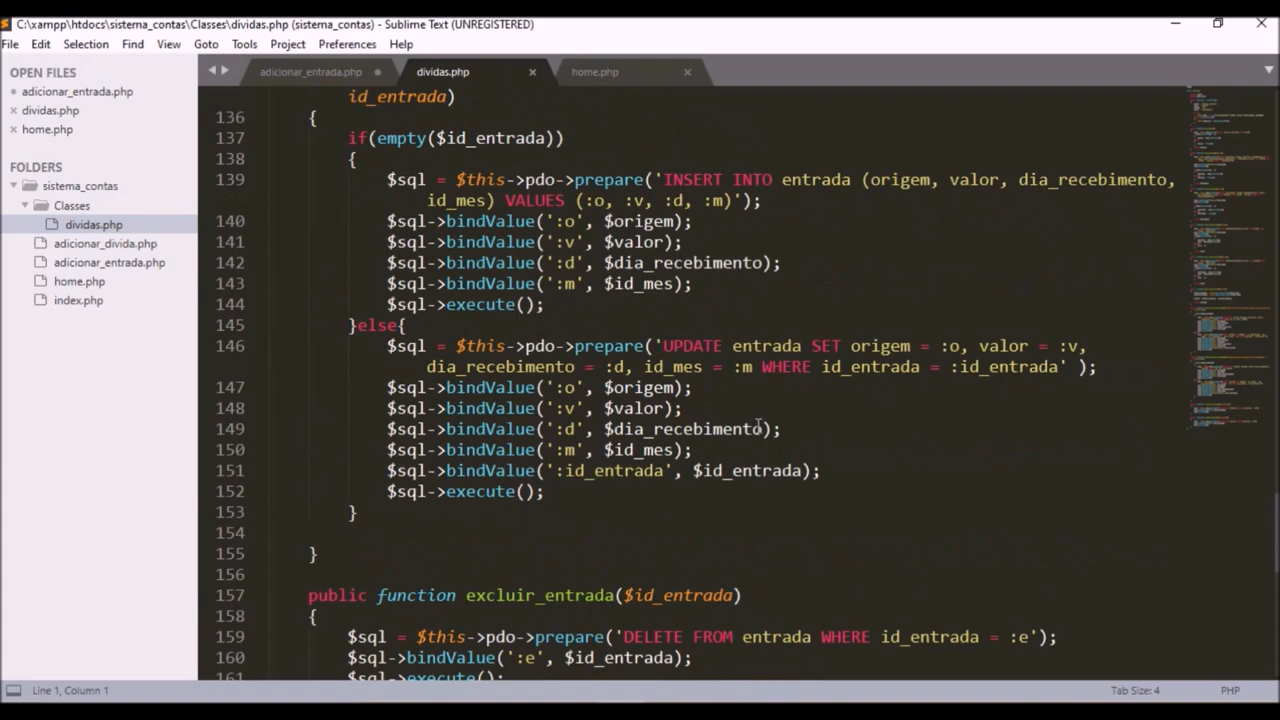 C:\xampp\htdocs\sistema_contas\Classes\dividas.php (sistema_contas) - Sublime Text (UNREGISTERED)
File Edit Selection Find View Goto Tools Project Preferences Help
OPEN FILES
adicionar_entrada.php
dividas.php
home.php
FOLDERS
sistema_contas
Classes
dividas.php
adicionar_divida.php
adicionar_entrada.php
home.php
index.php
adicionar_entrada.php dividas.php home.php
id_entrada)
136 {
137 if(empty($id_entrada))
138 {
139 $sql = $this->pdo->prepare('INSERT INTO entrada (origem, valor, dia_recebimento,
id_mes) VALUES (:o, :v, :d, :m)');
140 $sql->bindValue(':o', $origem);
141 $sql->bindValue(':v', $valor);
142 $sql->bindValue(':d', $dia_recebimento);
143 $sql->bindValue(':m', $id_mes);
144 $sql->execute();
145 }else{
146 $sql = $this->pdo->prepare('UPDATE entrada SET origem = :o, valor = :v,
dia_recebimento = :d, id_mes = :m WHERE id_entrada = :id_entrada' );
147 $sql->bindValue(':o', $origem);
148 $sql->bindValue(':v', $valor);
149 $sql->bindValue(':d', $dia_recebimento);
150 $sql->bindValue(':m', $id_mes);
151 $sql->bindValue(':id_entrada', $id_entrada);
152 $sql->execute();
153 }
154
155 }
156
157 public function excluir_entrada($id_entrada)
158 {
159 $sql = $this->pdo->prepare('DELETE FROM entrada WHERE id_entrada = :e');
160 $sql->bindValue(':e', $id_entrada);
161 $sql->execute();
Line 1, Column 1
Tab Size: 4 PHP